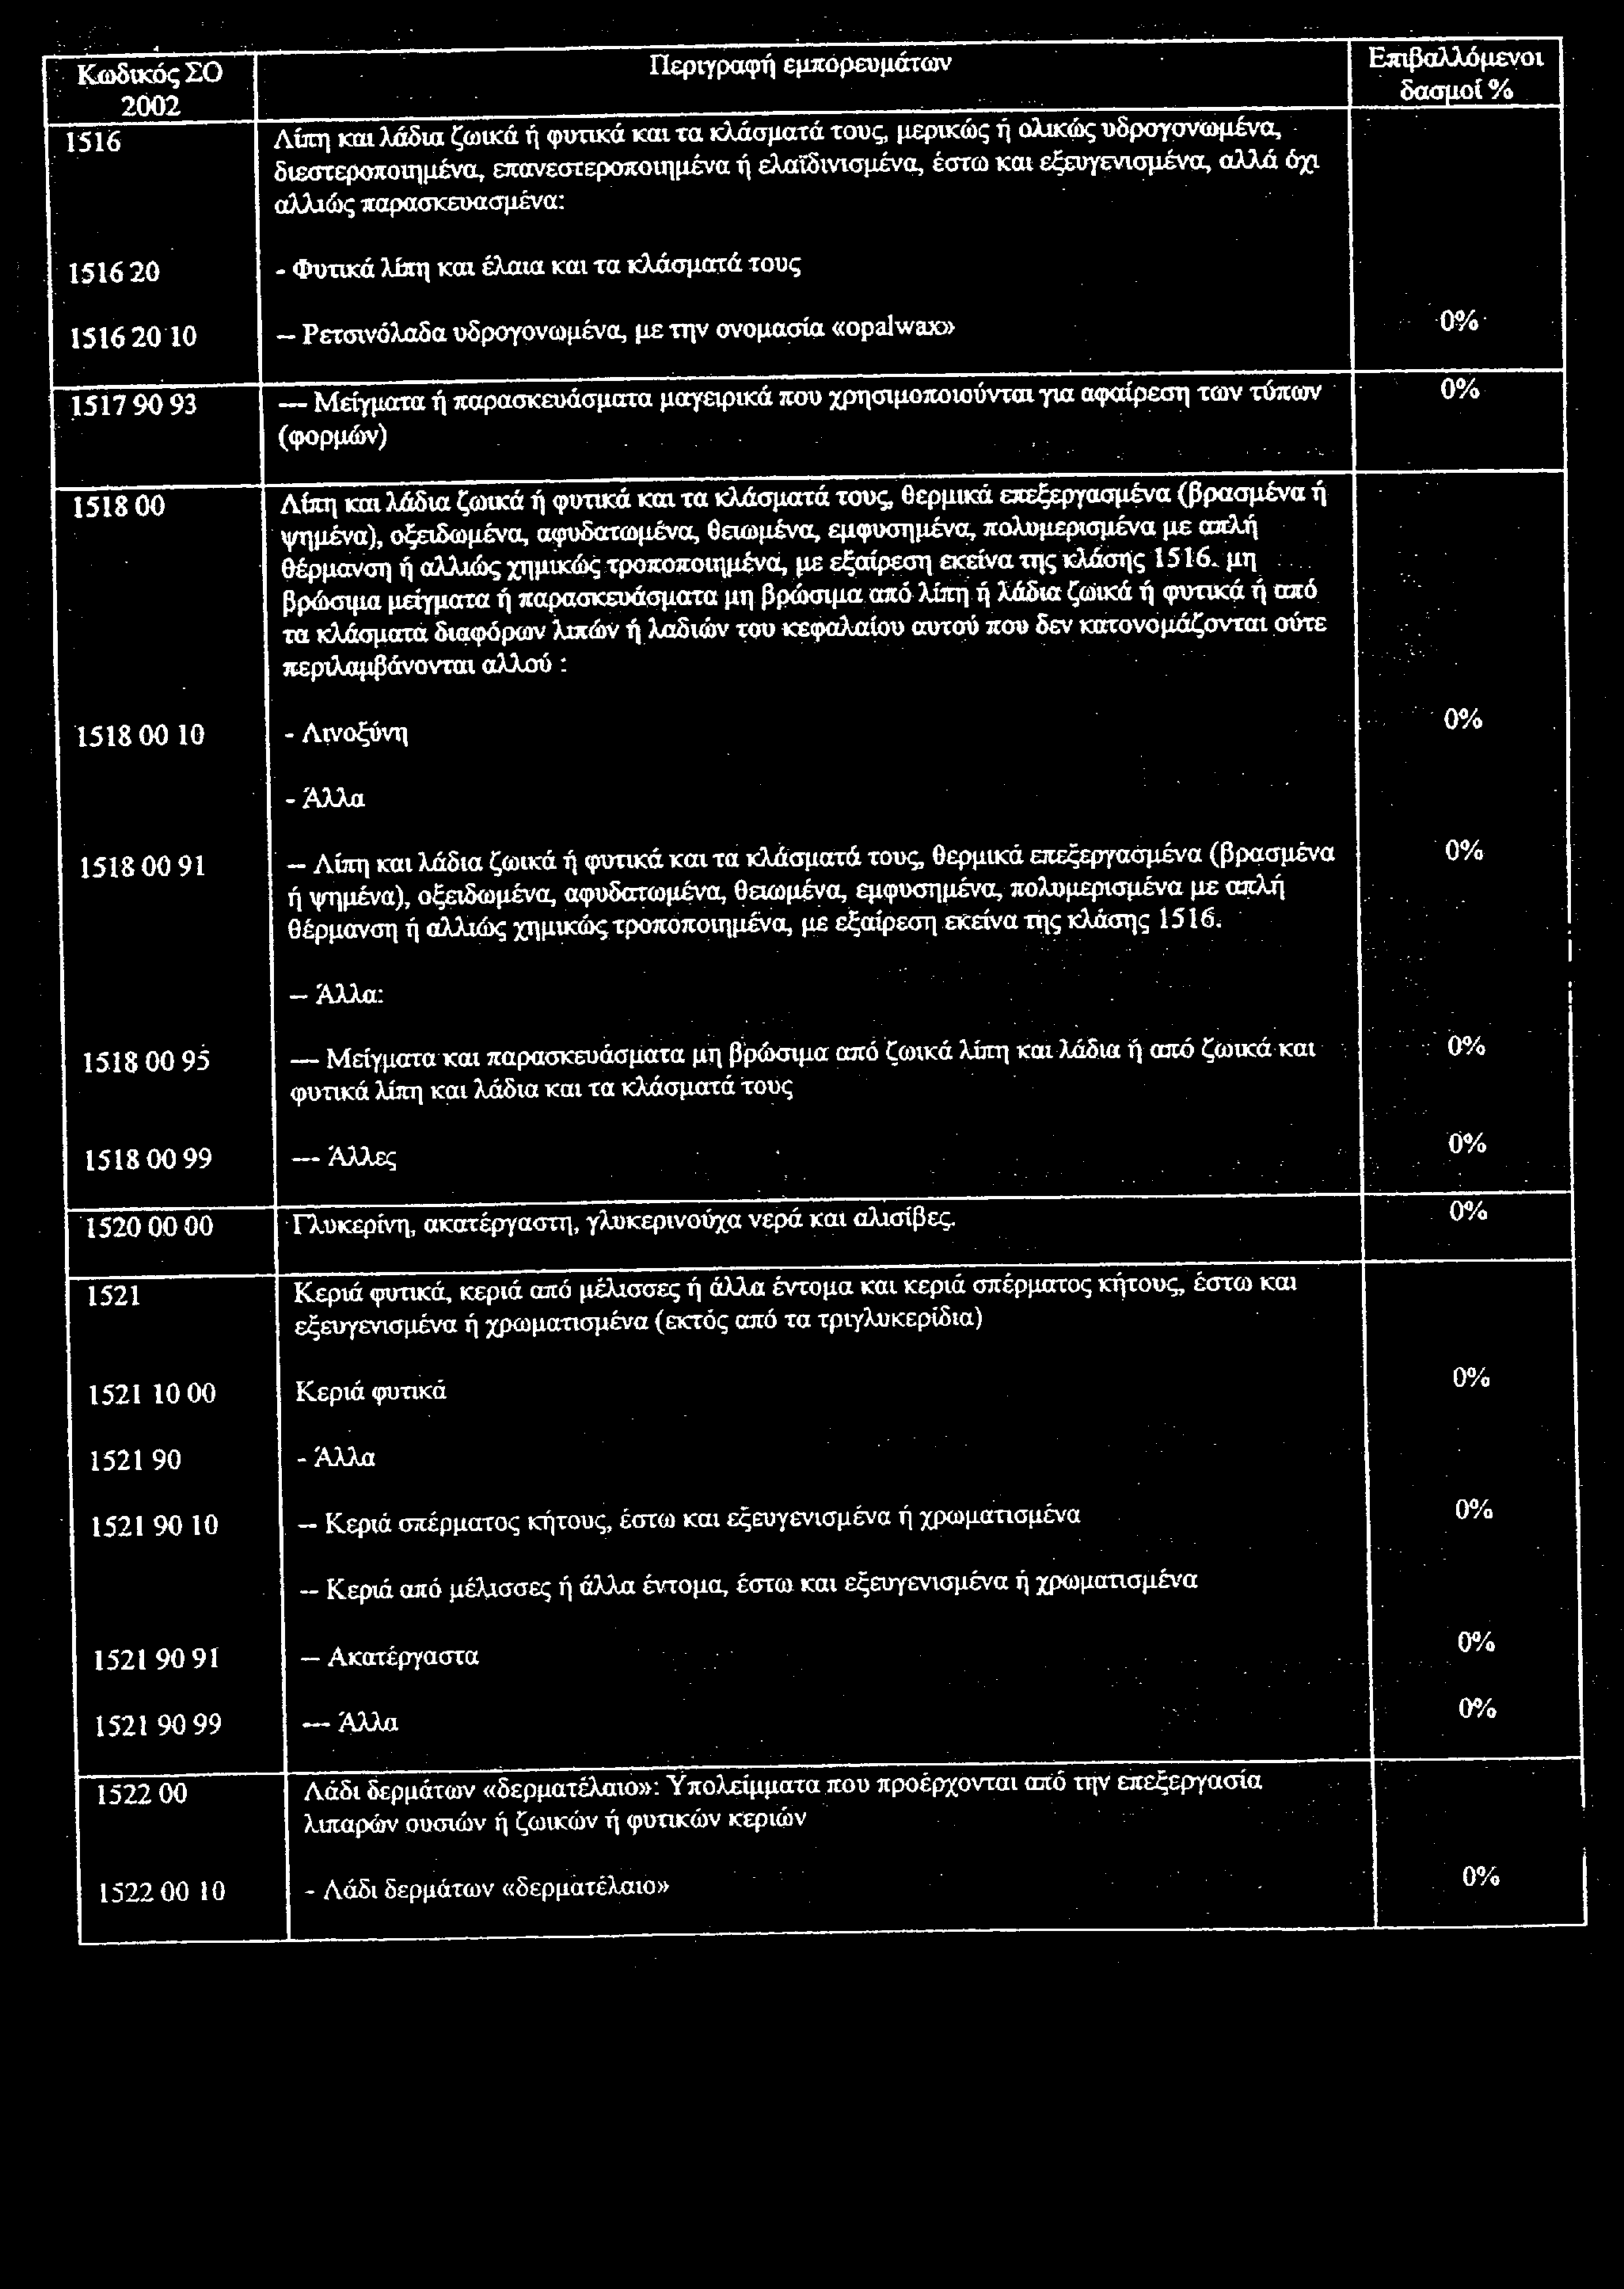 Κωδικός ΣΟ 2002 Περιγραφή εμπορευμάτων Επιβαλλόμενοι δασμοί %
1516 Λίπη και λάδια ζωικά ή φυτικά και τα κλάσματά τους, μερικώς ή ολικώς υδρογονωμένα,
διεστεροποιημένα, επανεστεροποιημένα ή ελαϊδινισμένα, έστω και εξευγενισμένα, αλλά όχι
αλλιώς παρασκευασμένα:
1516 20 - Φυτικά λίπη και έλαια και τα κλάσματά τους
1516 20 10 -- Ρετσινόλαδα υδρογονωμένα, με την ονομασία «opalwax» 0%
1517 90 93 --- Μείγματα ή παρασκευάσματα μαγειρικά που χρησιμοποιούνται για αφαίρεση των τύπων 0%
(φορμών)
1518 00 Λίπη και λάδια ζωικά ή φυτικά και τα κλάσματά τους, θερμικά επεξεργασμένα (βρασμένα ή
ψημένα), οξειδωμένα, αφυδατωμένα, θειωμένα, εμφυσημένα, πολυμερισμένα με απλή
θέρμανση ή αλλιώς χημικώς τροποποιημένα, με εξαίρεση εκείνα της κλάσης 1516. μη
βρώσιμα μείγματα ή παρασκευάσματα μη βρώσιμα από λίπη ή λάδια ζωικά ή φυτικά ή από
τα κλάσματα διαφόρων λιπών ή λαδιών του κεφαλαίου αυτού που δεν κατονομάζονται ούτε
περιλαμβάνονται αλλού :
1518 00 10 - Λινοξύνη 0%
- Άλλα
1518 00 91 -- Λίπη και λάδια ζωικά ή φυτικά και τα κλάσματά τους, θερμικά επεξεργασμένα (βρασμένα 0%
ή ψημένα), οξειδωμένα, αφυδατωμένα, θειωμένα, εμφυσημένα, πολυμερισμένα με απλή
θέρμανση ή αλλιώς χημικώς τροποποιημένα, με εξαίρεση εκείνα της κλάσης 1516.
-- Άλλα:
1518 00 95 --- Μείγματα και παρασκευάσματα μη βρώσιμα από ζωικά λίπη και λάδια ή από ζωικά και 0%
φυτικά λίπη και λάδια και τα κλάσματά τους
1518 00 99 --- Άλλες 0%
1520 00 00 Γλυκερίνη, ακατέργαστη, γλυκερινούχα νερά και αλισίβες. 0%
1521 Κεριά φυτικά, κεριά από μέλισσες ή άλλα έντομα και κεριά σπέρματος κήτους, έστω και
εξευγενισμένα ή χρωματισμένα (εκτός από τα τριγλυκερίδια)
1521 10 00 Κεριά φυτικά 0%
1521 90 - Άλλα
1521 90 10 -- Κεριά σπέρματος κήτους, έστω και εξευγενισμένα ή χρωματισμένα 0%
-- Κεριά από μέλισσες ή άλλα έντομα, έστω και εξευγενισμένα ή χρωματισμένα
1521 90 91 -- Ακατέργαστα 0%
1521 90 99 --- Άλλα 0%
1522 00 Λάδι δερμάτων «δερματέλαιο»: Υπολείμματα που προέρχονται από την επεξεργασία
λιπαρών ουσιών ή ζωικών ή φυτικών κεριών
1522 00 10 - Λάδι δερμάτων «δερματέλαιο» 0%